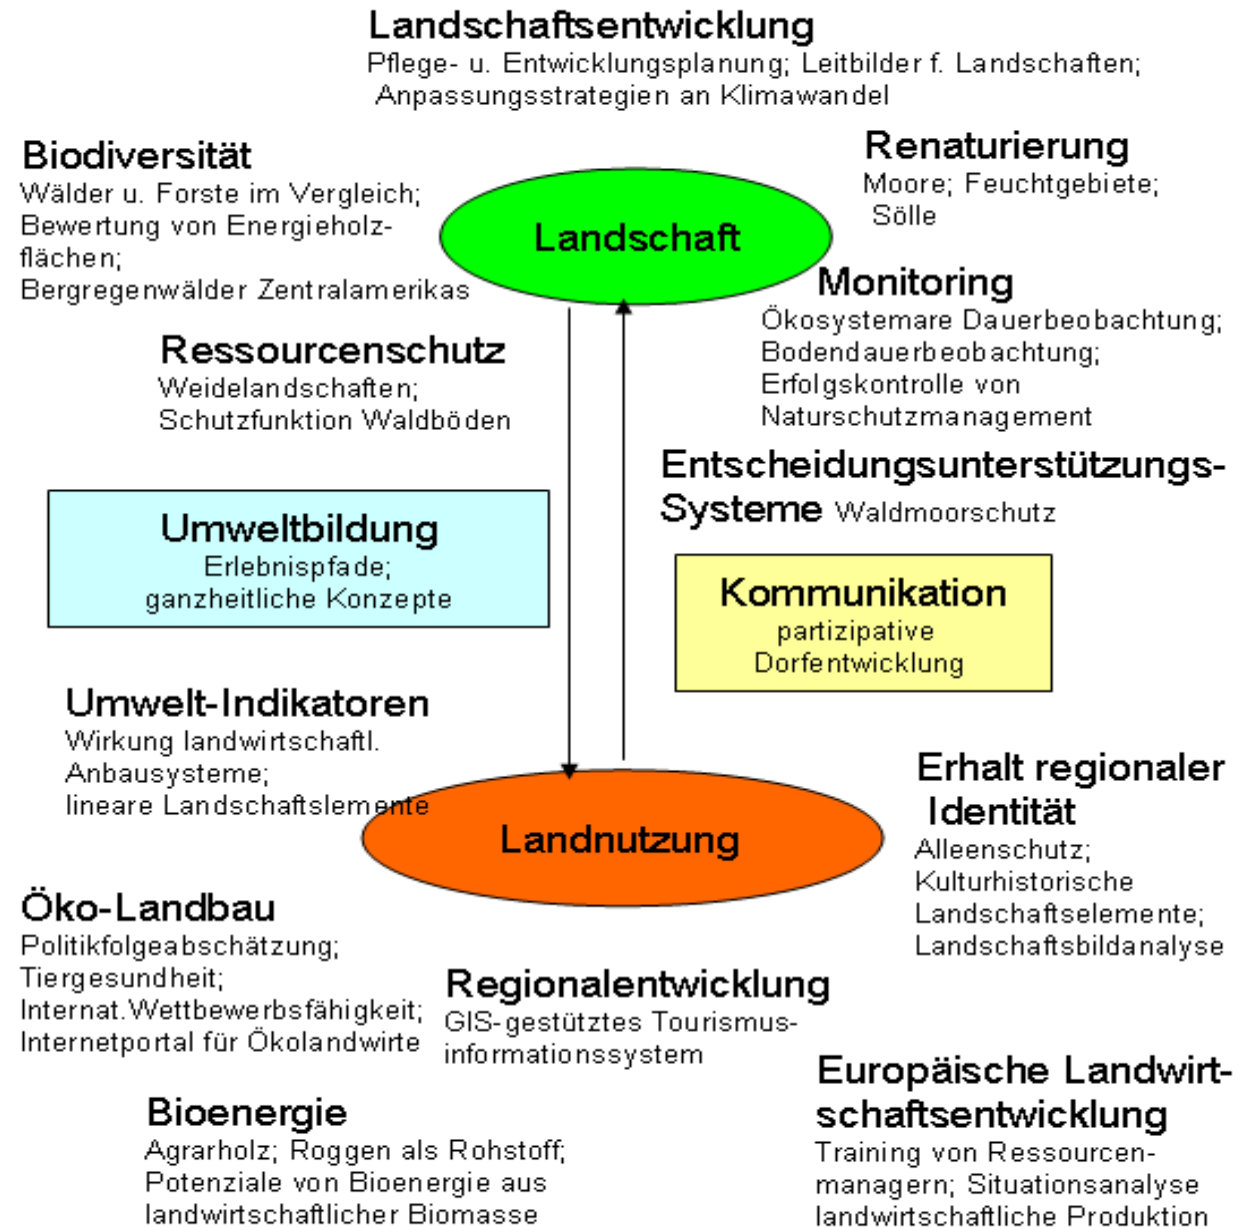 Landschaftsentwicklung
Pflege- u. Entwicklungsplanung; Leitbilder f. Landschaften;
Anpassungsstrategien an Klimawandel
Biodiversität
Wälder u. Forste im Vergleich;
Bewertung von Energieholz-
flächen;
Bergregenwälder Zentralamerikas
Renaturierung
Moore; Feuchtgebiete;
Sölle
Landschaft
Monitoring
Ökosystemare Dauerbeobachtung;
Bodendauerbeobachtung;
Erfolgskontrolle von
Naturschutzmanagement
Ressourcenschutz
Weidelandschaften;
Schutzfunktion Waldböden
Entscheidungsunterstützungs-
Systeme Waldmoorschutz
Umweltbildung
Erlebnispfade;
ganzheitliche Konzepte
Kommunikation
partizipative
Dorfentwicklung
Umwelt-Indikatoren
Wirkung landwirtschaftl.
Anbausysteme;
lineare Landschaftslemente
Landnutzung
Erhalt regionaler
Identität
Alleenschutz;
Kulturhistorische
Landschaftselemente;
Landschaftsbildanalyse
Öko-Landbau
Politikfolgeabschätzung;
Tiergesundheit;
Internat.Wettbewerbsfähigkeit;
Internetportal für Ökolandwirte
Regionalentwicklung
GIS-gestütztes Tourismus-
informationssystem
Bioenergie
Agrarholz; Roggen als Rohstoff;
Potenziale von Bioenergie aus
landwirtschaftlicher Biomasse
Europäische Landwirt-
schaftsentwicklung
Training von Ressourcen-
managern; Situationsanalyse
landwirtschaftliche Produktion